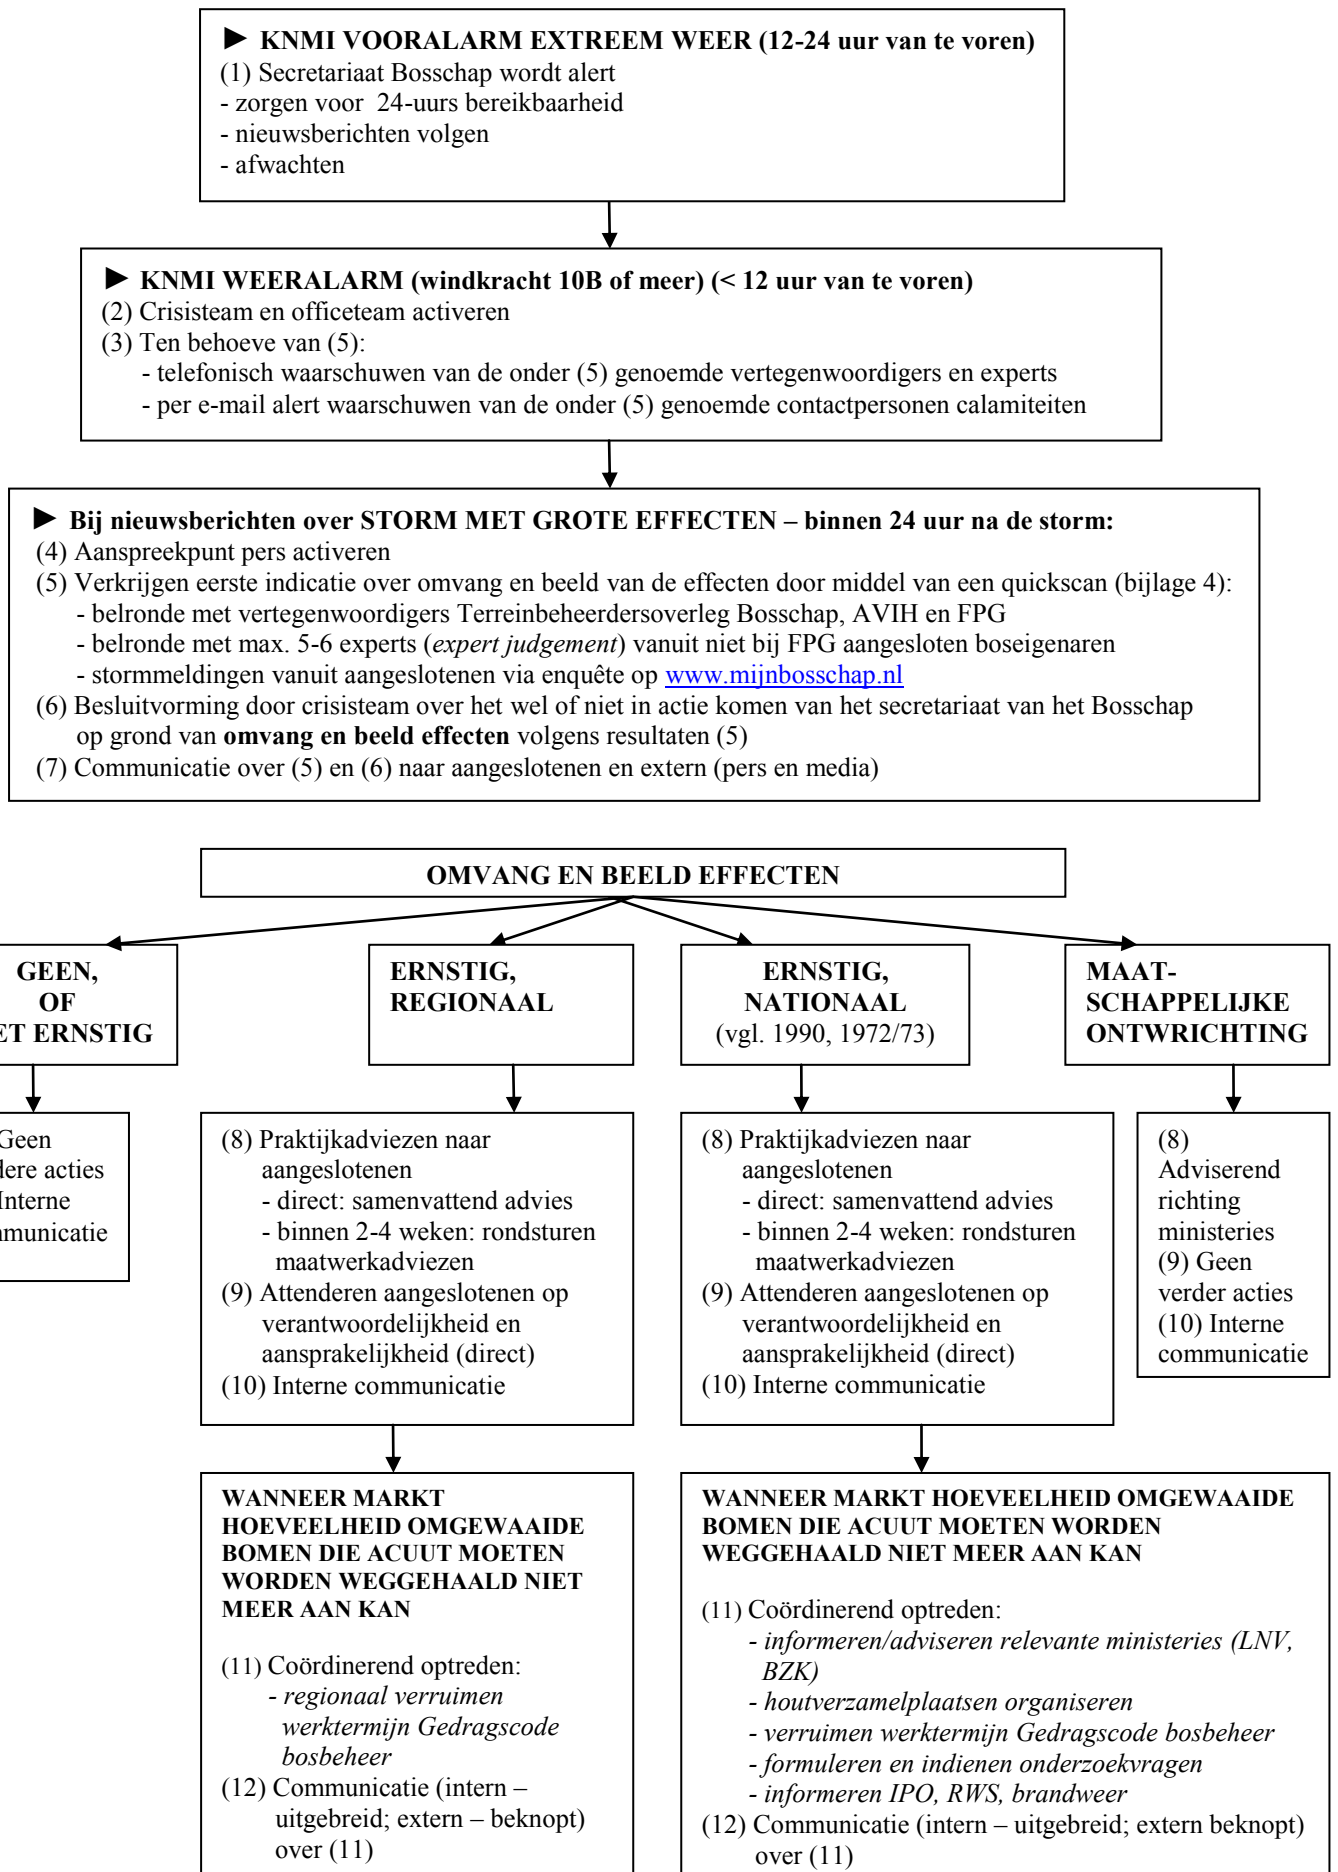 ► KNMI VOORALARM EXTREEM WEER (12-24 uur van te voren)
(1) Secretariaat Bosschap wordt alert
- zorgen voor 24-uurs bereikbaarheid
- nieuwsberichten volgen
- afwachten
► KNMI WEERALARM (windkracht 10B of meer) (< 12 uur van te voren)
(2) Crisisteam en officeteam activeren
(3) Ten behoeve van (5):
- telefonisch waarschuwen van de onder (5) genoemde vertegenwoordigers en experts
- per e-mail alert waarschuwen van de onder (5) genoemde contactpersonen calamiteiten
► Bij nieuwsberichten over STORM MET GROTE EFFECTEN – binnen 24 uur na de storm:
(4) Aanspreekpunt pers activeren
(5) Verkrijgen eerste indicatie over omvang en beeld van de effecten door middel van een quickscan (bijlage 4):
- belronde met vertegenwoordigers Terreinbeheerdersoverleg Bosschap, AVIH en FPG
- belronde met max. 5-6 experts (expert judgement) vanuit niet bij FPG aangesloten boseigenaren
- stormmeldingen vanuit aangeslotenen via enquête op www.mijnbosschap.nl
(6) Besluitvorming door crisisteam over het wel of niet in actie komen van het secretariaat van het Bosschap
op grond van omvang en beeld effecten volgens resultaten (5)
(7) Communicatie over (5) en (6) naar aangeslotenen en extern (pers en media)
OMVANG EN BEELD EFFECTEN
GEEN,
OF
ET ERNSTIG
Geen
dere acties
Interne
municatie
ERNSTIG,
REGIONAAL
(8) Praktijkadviezen naar
aangeslotenen
- direct: samenvattend advies
- binnen 2-4 weken: rondsturen
maatwerkadviezen
(9) Attenderen aangeslotenen op
verantwoordelijkheid en
aansprakelijkheid (direct)
(10) Interne communicatie
WANNEER MARKT
HOEVEELHEID OMGEWAAIDE
BOMEN DIE ACUUT MOETEN
WORDEN WEGGEHAALD NIET
MEER AAN KAN
(11) Coördinerend optreden:
- regionaal verruimen
werktermijn Gedragscode
bosbeheer
(12) Communicatie (intern –
uitgebreid; extern – beknopt)
over (11)
ERNSTIG,
NATIONAAL
(vgl. 1990, 1972/73)
(8) Praktijkadviezen naar
aangeslotenen
- direct: samenvattend advies
- binnen 2-4 weken: rondsturen
maatwerkadviezen
(9) Attenderen aangeslotenen op
verantwoordelijkheid en
aansprakelijkheid (direct)
(10) Interne communicatie
WANNEER MARKT HOEVEELHEID OMGEWAAIDE
BOMEN DIE ACUUT MOETEN WORDEN
WEGGEHAALD NIET MEER AAN KAN
(11) Coördinerend optreden:
- informeren/adviseren relevante ministeries (LNV,
BZK)
- houtverzamelplaatsen organiseren
- verruimen werktermijn Gedragscode bosbeheer
- formuleren en indienen onderzoekvragen
- informeren IPO, RWS, brandweer
(12) Communicatie (intern – uitgebreid; extern beknopt)
over (11)
MAAT-
SCHAPPELIJKE
ONTWRICHTING
(8)
Adviserend
richting
ministeries
(9) Geen
verder acties
(10) Interne
communicatie